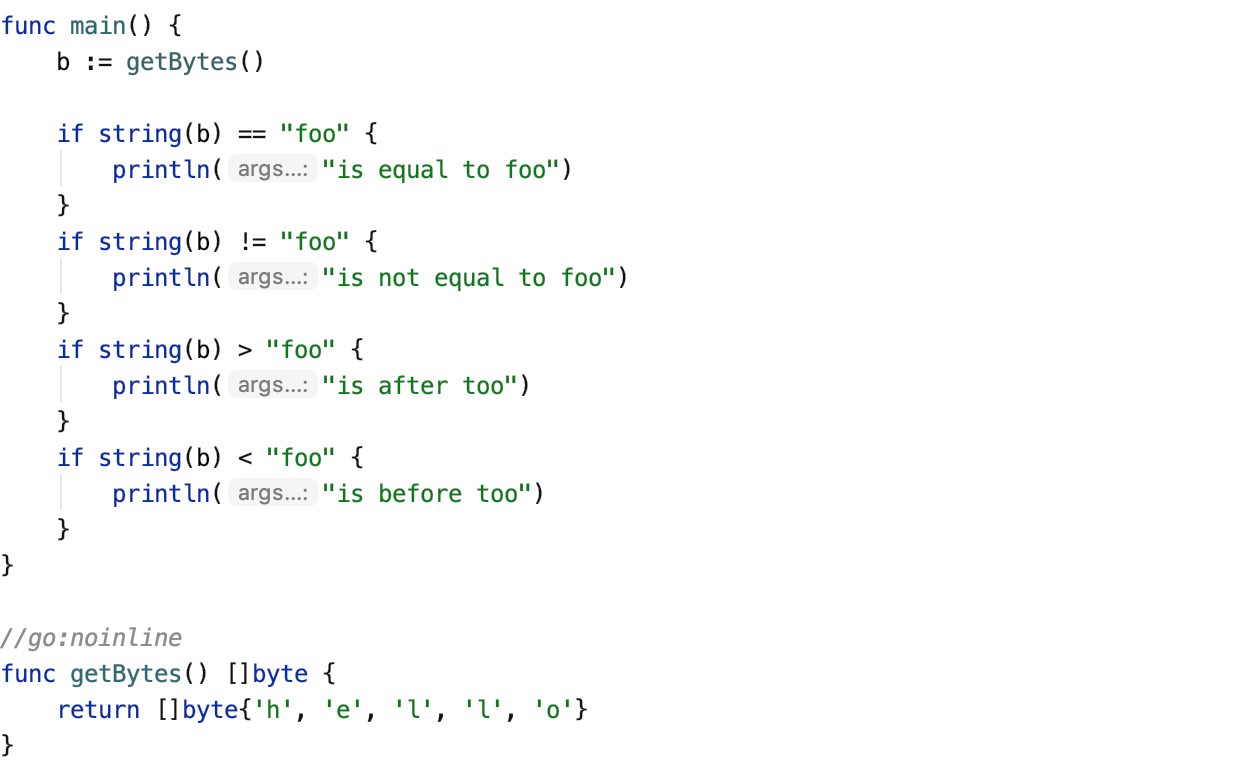 func main() {
    b := getBytes()

    if string(b) == "foo" {
        println( args...: "is equal to foo")
    }
    if string(b) != "foo" {
        println( args...: "is not equal to foo")
    }
    if string(b) > "foo" {
        println( args...: "is after too")
    }
    if string(b) < "foo" {
        println( args...: "is before too")
    }
}

//go:noinline
func getBytes() []byte {
    return []byte{'h', 'e', 'l', 'l', 'o'}
}